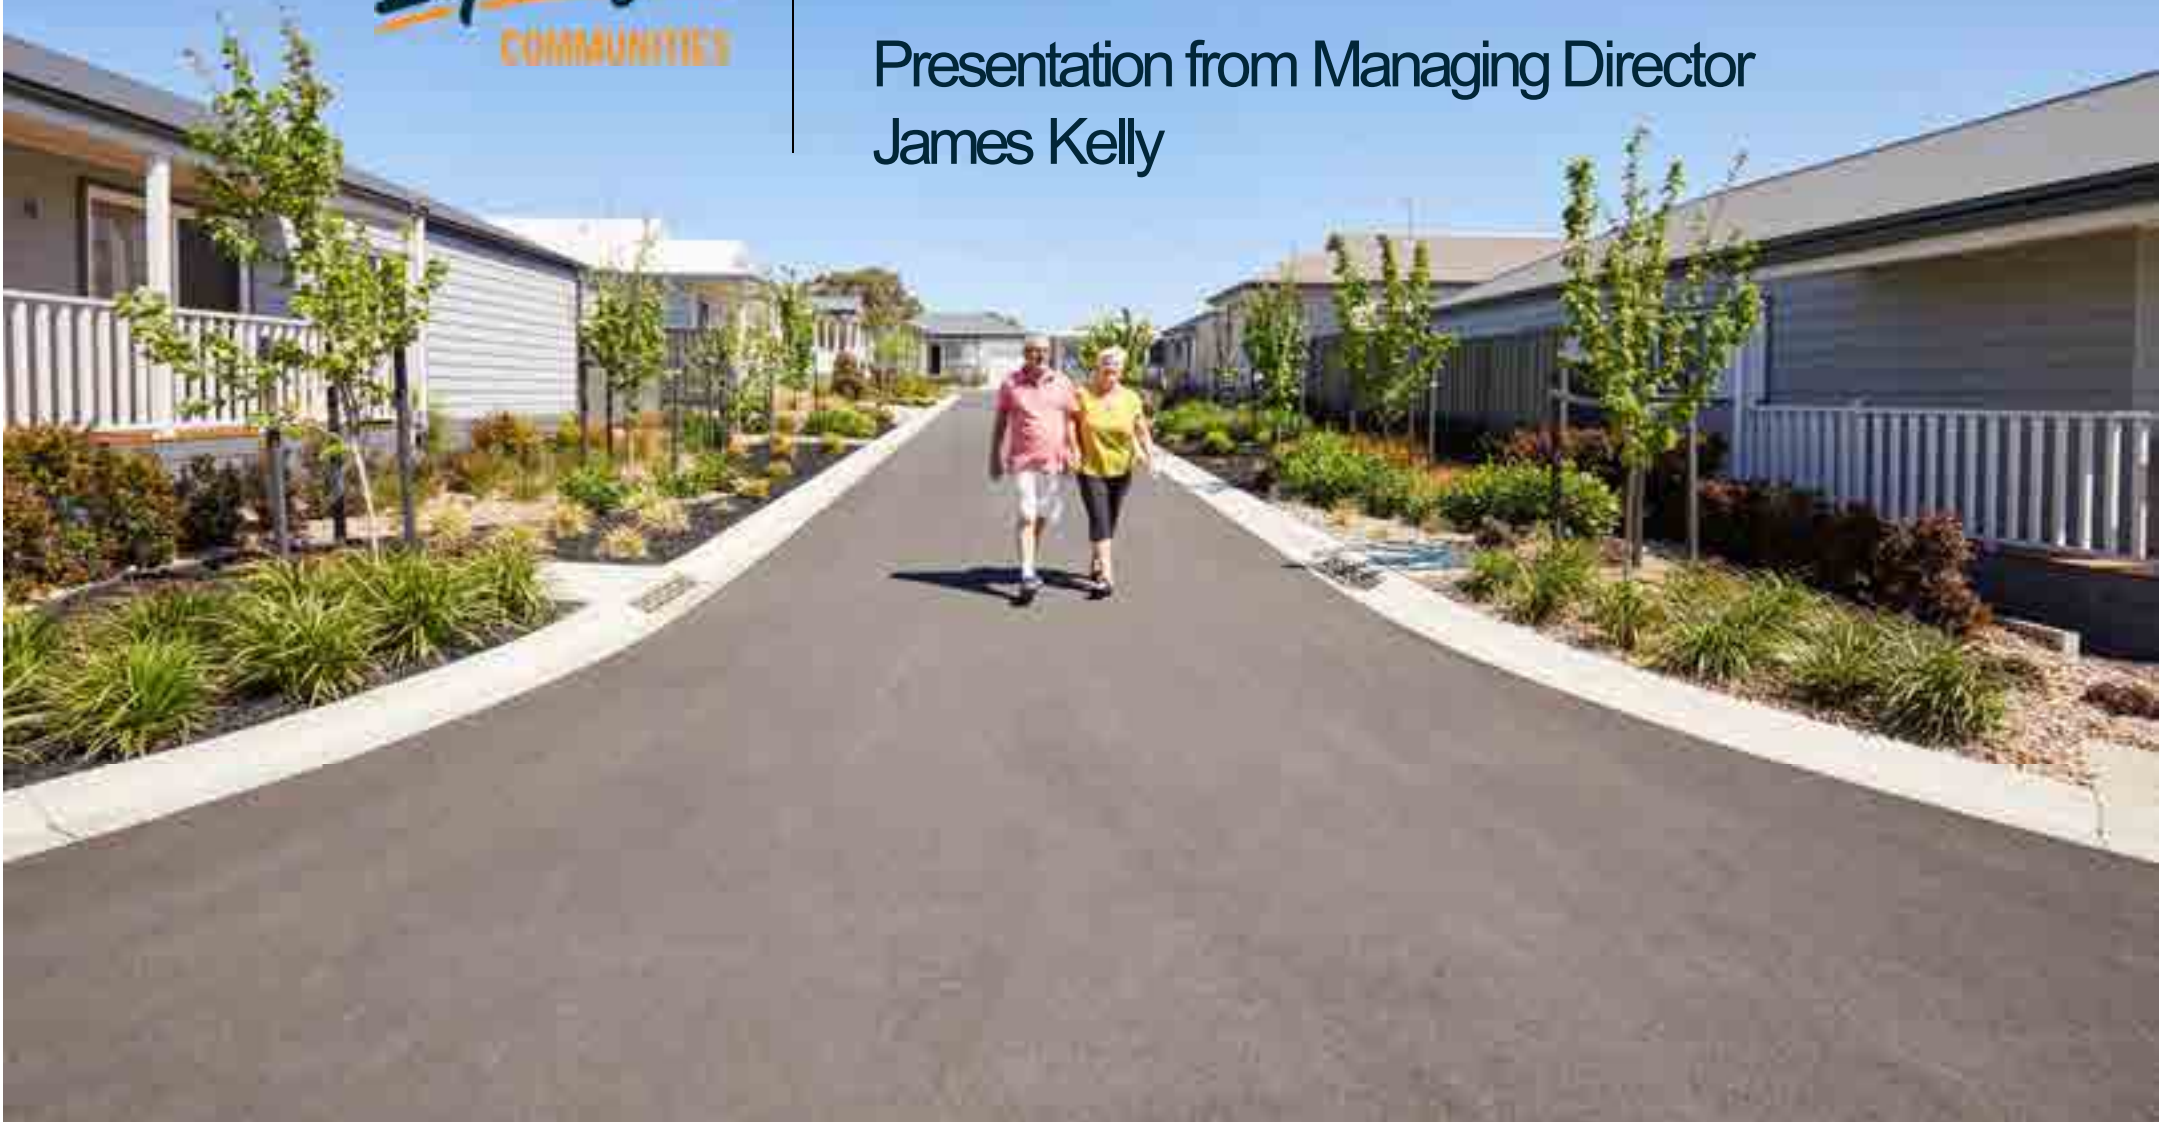 COMMUNITIES
Presentation from Managing Director
James Kelly